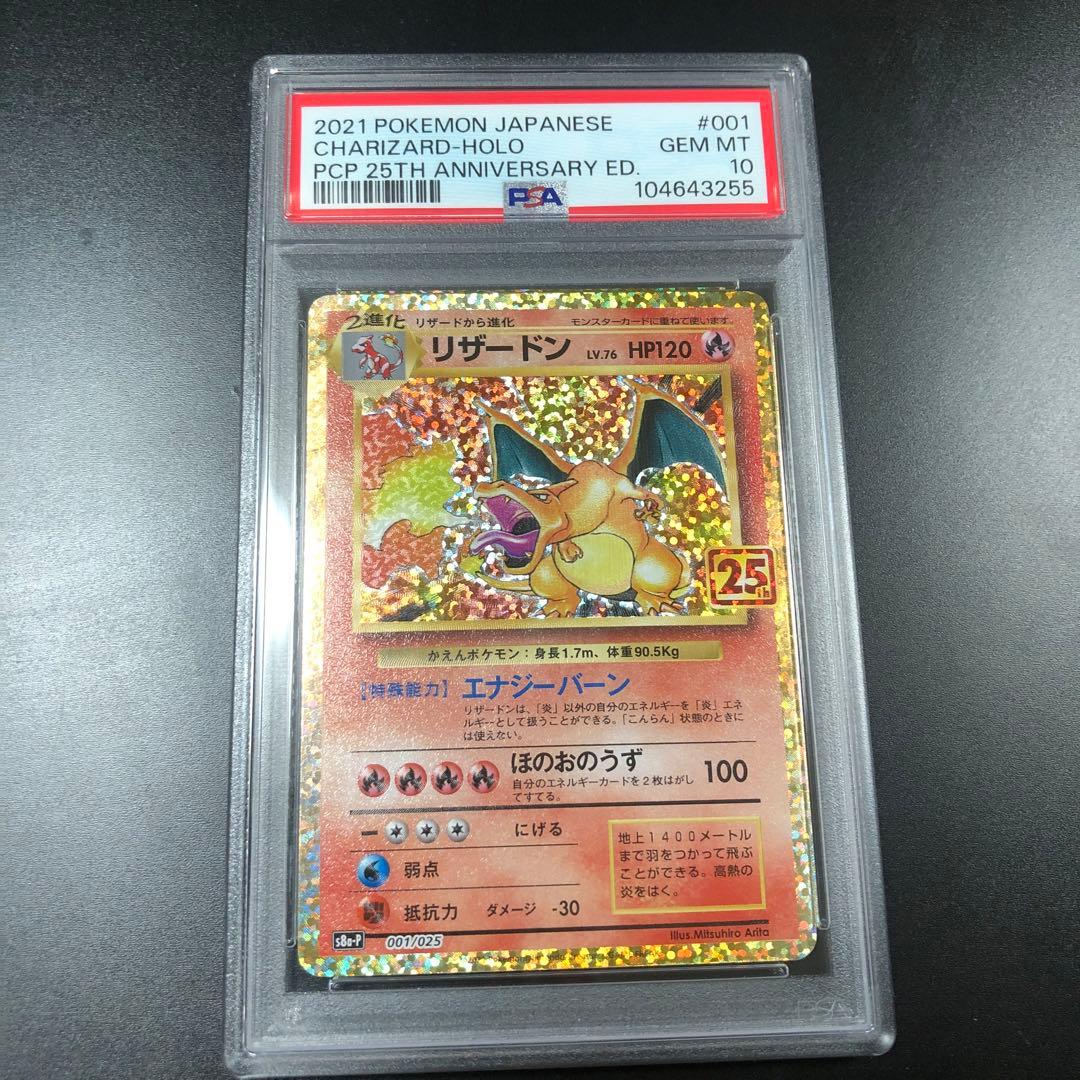 2021 POKEMON JAPANESE #001
CHARIZARD-HOLO GEM MT
PCP 25TH ANNIVERSARY ED. 10
PSA 104643255
2進化 リザードから進化 モンスターカードに重ねて使います。
リザードン LV.76 HP120
25th
かえんポケモン：身長1.7m、体重90.5Kg
【特殊能力】 エナジーバーン
リザードンは、「炎」以外の自分のエネルギーを「炎」エネ
ルギーとして扱うことができる。「こんらん」状態のときに
は使えない。
ほのおのうず 100
自分のエネルギーカードを2枚はがし
てすてる。
ー にげる
弱点
抵抗力 ダメージ -30
地上1400メートル
まで羽をつかって飛ぶ
ことができる。高熱の
炎をはく。
Illus.Mitsuhiro Arita
s8a-P 001/025
PSA